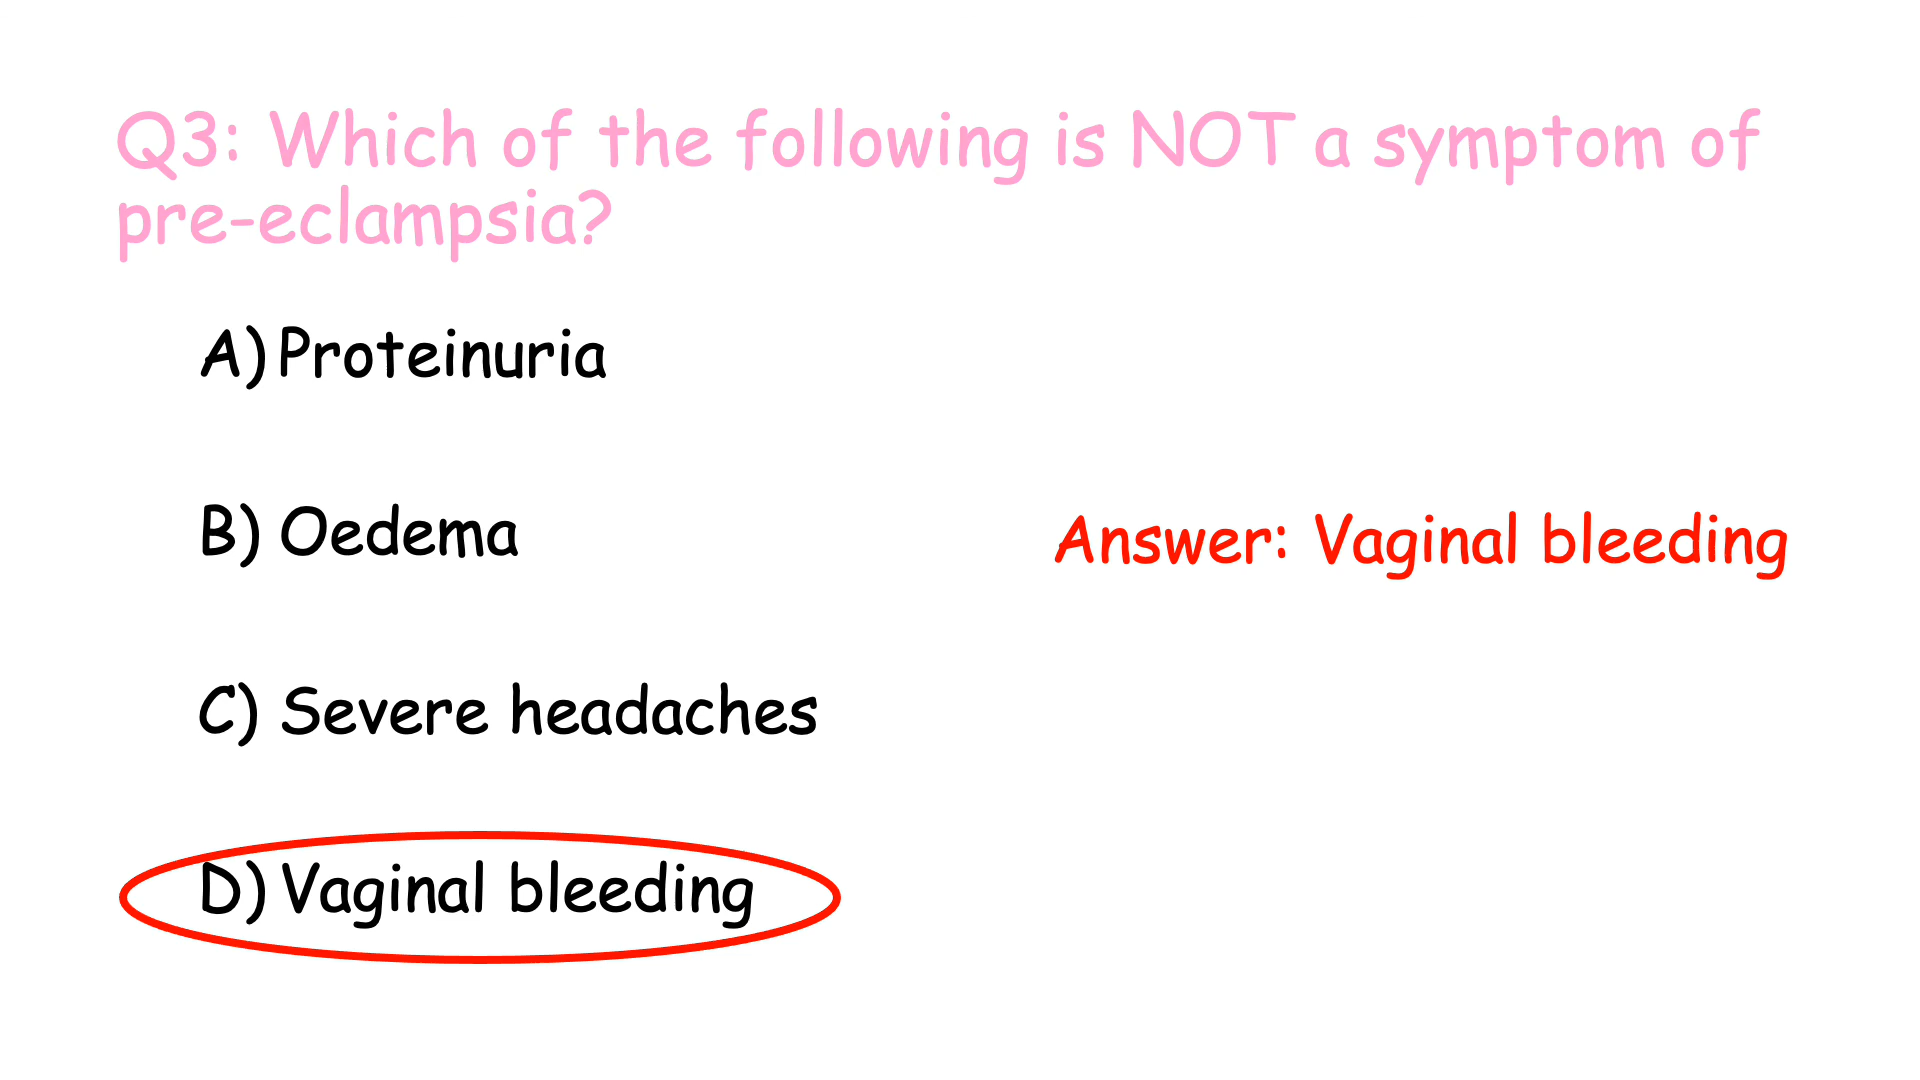 Q3: Which of the following is NOT a symptom of
pre-eclampsia?
A) Proteinuria
B) Oedema
Answer: Vaginal bleeding
C) Severe headaches
D) Vaginal bleeding